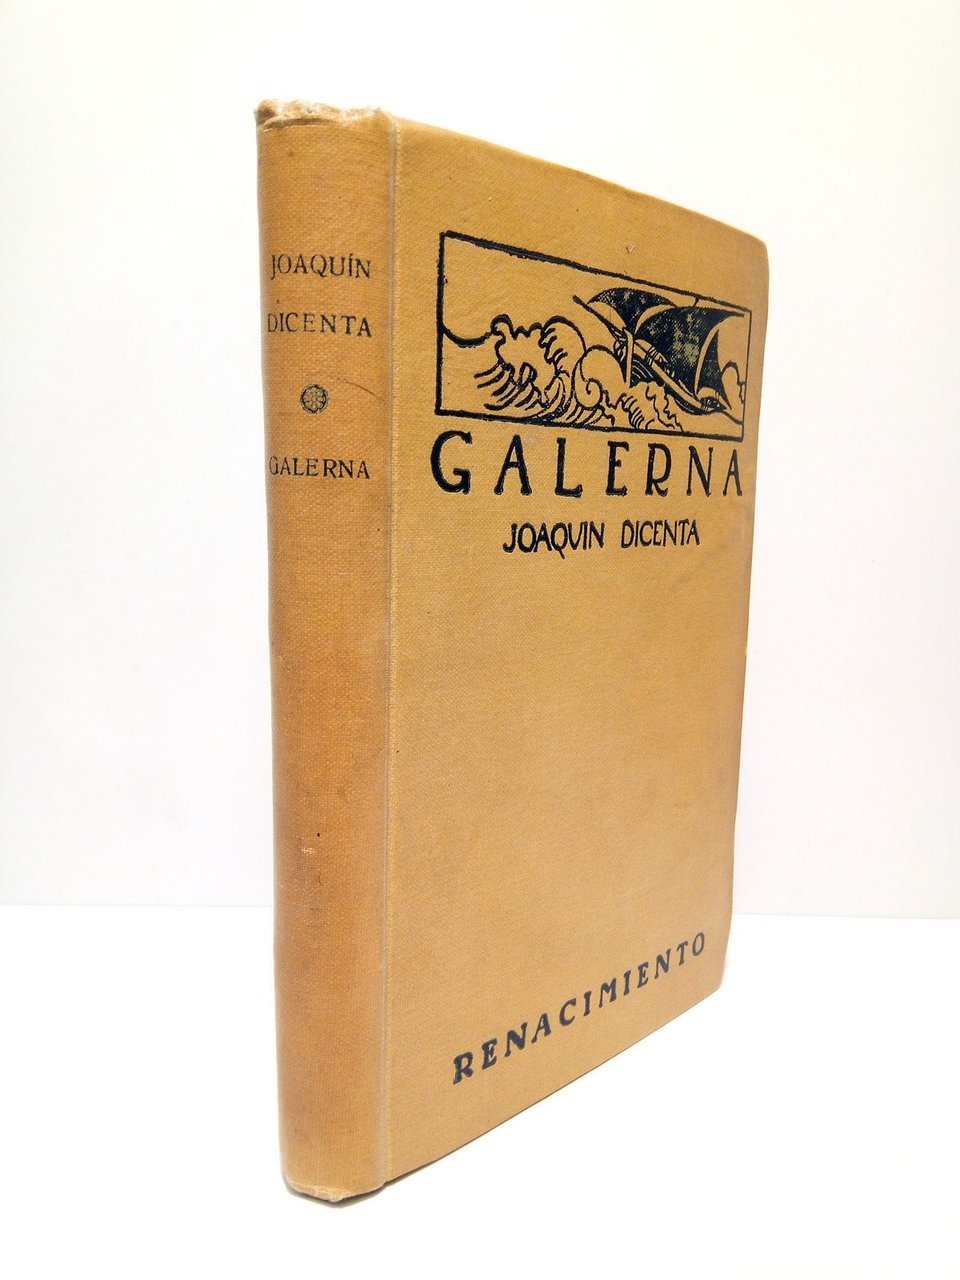 JOAQUÍN
DICENTA
GALERNA
GALERNA
JOAQUIN DICENTA
RENACIMIENTO